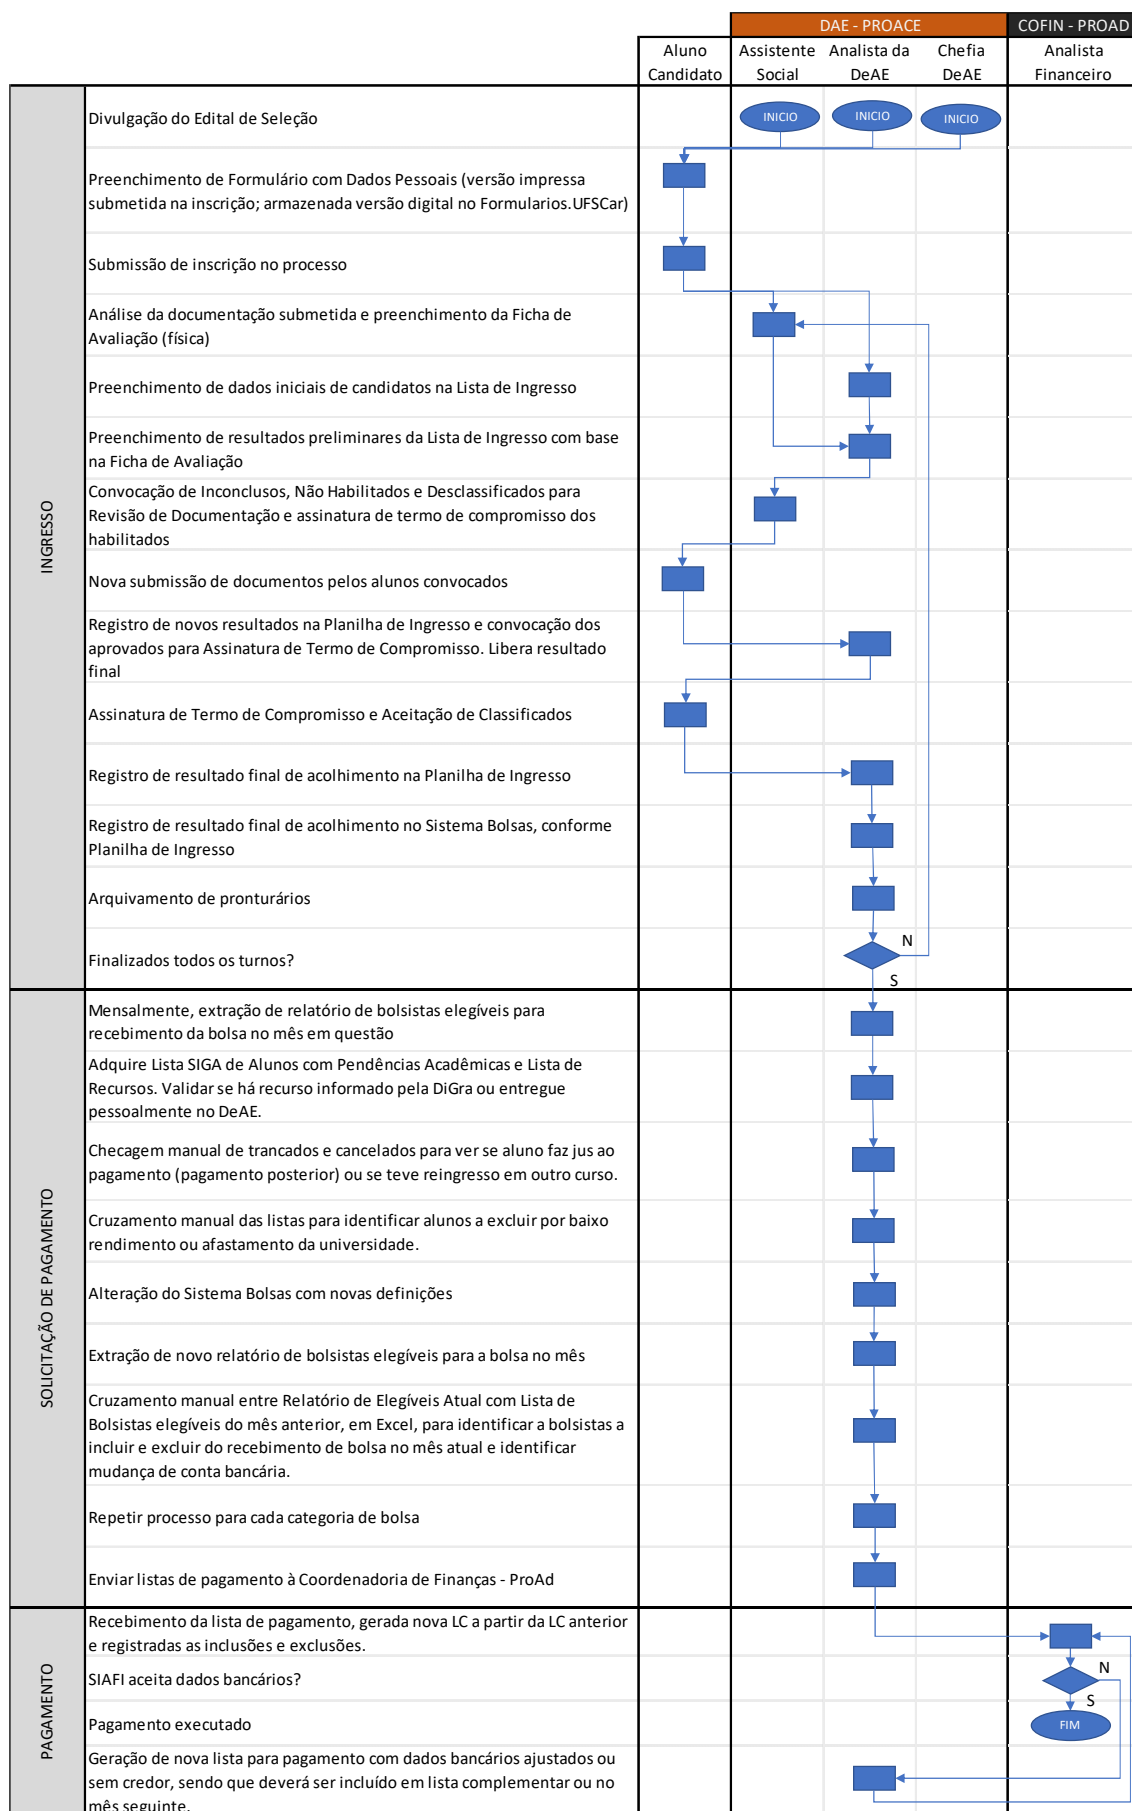 DAE - PROACE
COFIN - PROAD
Aluno
Candidato
Assistente
Social
Analista da
DeAE
Chefia
DeAE
Analista
Financeiro
INGRESSO
Divulgação do Edital de Seleção
INICIO
INICIO
INICIO
Preenchimento de Formulário com Dados Pessoais (versão impressa
submetida na inscrição; armazenada versão digital no Formularios.UFSCar)
Submissão de inscrição no processo
Análise da documentação submetida e preenchimento da Ficha de
Avaliação (física)
Preenchimento de dados iniciais de candidatos na Lista de Ingresso
Preenchimento de resultados preliminares da Lista de Ingresso com base
na Ficha de Avaliação
Convocação de Inconclusos, Não Habilitados e Desclassificados para
Revisão de Documentação e assinatura de termo de compromisso dos
habilitados
Nova submissão de documentos pelos alunos convocados
Registro de novos resultados na Planilha de Ingresso e convocação dos
aprovados para Assinatura de Termo de Compromisso. Libera resultado
final
Assinatura de Termo de Compromisso e Aceitação de Classificados
Registro de resultado final de acolhimento na Planilha de Ingresso
Registro de resultado final de acolhimento no Sistema Bolsas, conforme
Planilha de Ingresso
Arquivamento de pronturários
Finalizados todos os turnos?
N
S
SOLICITAÇÃO DE PAGAMENTO
Mensalmente, extração de relatório de bolsistas elegíveis para
recebimento da bolsa no mês em questão
Adquire Lista SIGA de Alunos com Pendências Acadêmicas e Lista de
Recursos. Validar se há recurso informado pela DiGra ou entregue
pessoalmente no DeAE.
Checagem manual de trancados e cancelados para ver se aluno faz jus ao
pagamento (pagamento posterior) ou se teve reingresso em outro curso.
Cruzamento manual das listas para identificar alunos a excluir por baixo
rendimento ou afastamento da universidade.
Alteração do Sistema Bolsas com novas definições
Extração de novo relatório de bolsistas elegíveis para a bolsa no mês
Cruzamento manual entre Relatório de Elegíveis Atual com Lista de
Bolsistas elegíveis do mês anterior, em Excel, para identificar a bolsistas a
incluir e excluir do recebimento de bolsa no mês atual e identificar
mudança de conta bancária.
Repetir processo para cada categoria de bolsa
Enviar listas de pagamento à Coordenadoria de Finanças - ProAd
PAGAMENTO
Recebimento da lista de pagamento, gerada nova LC a partir da LC anterior
e registradas as inclusões e exclusões.
SIAFI aceita dados bancários?
N
S
Pagamento executado
FIM
Geração de nova lista para pagamento com dados bancários ajustados ou
sem credor, sendo que deverá ser incluído em lista complementar ou no
mês seguinte.